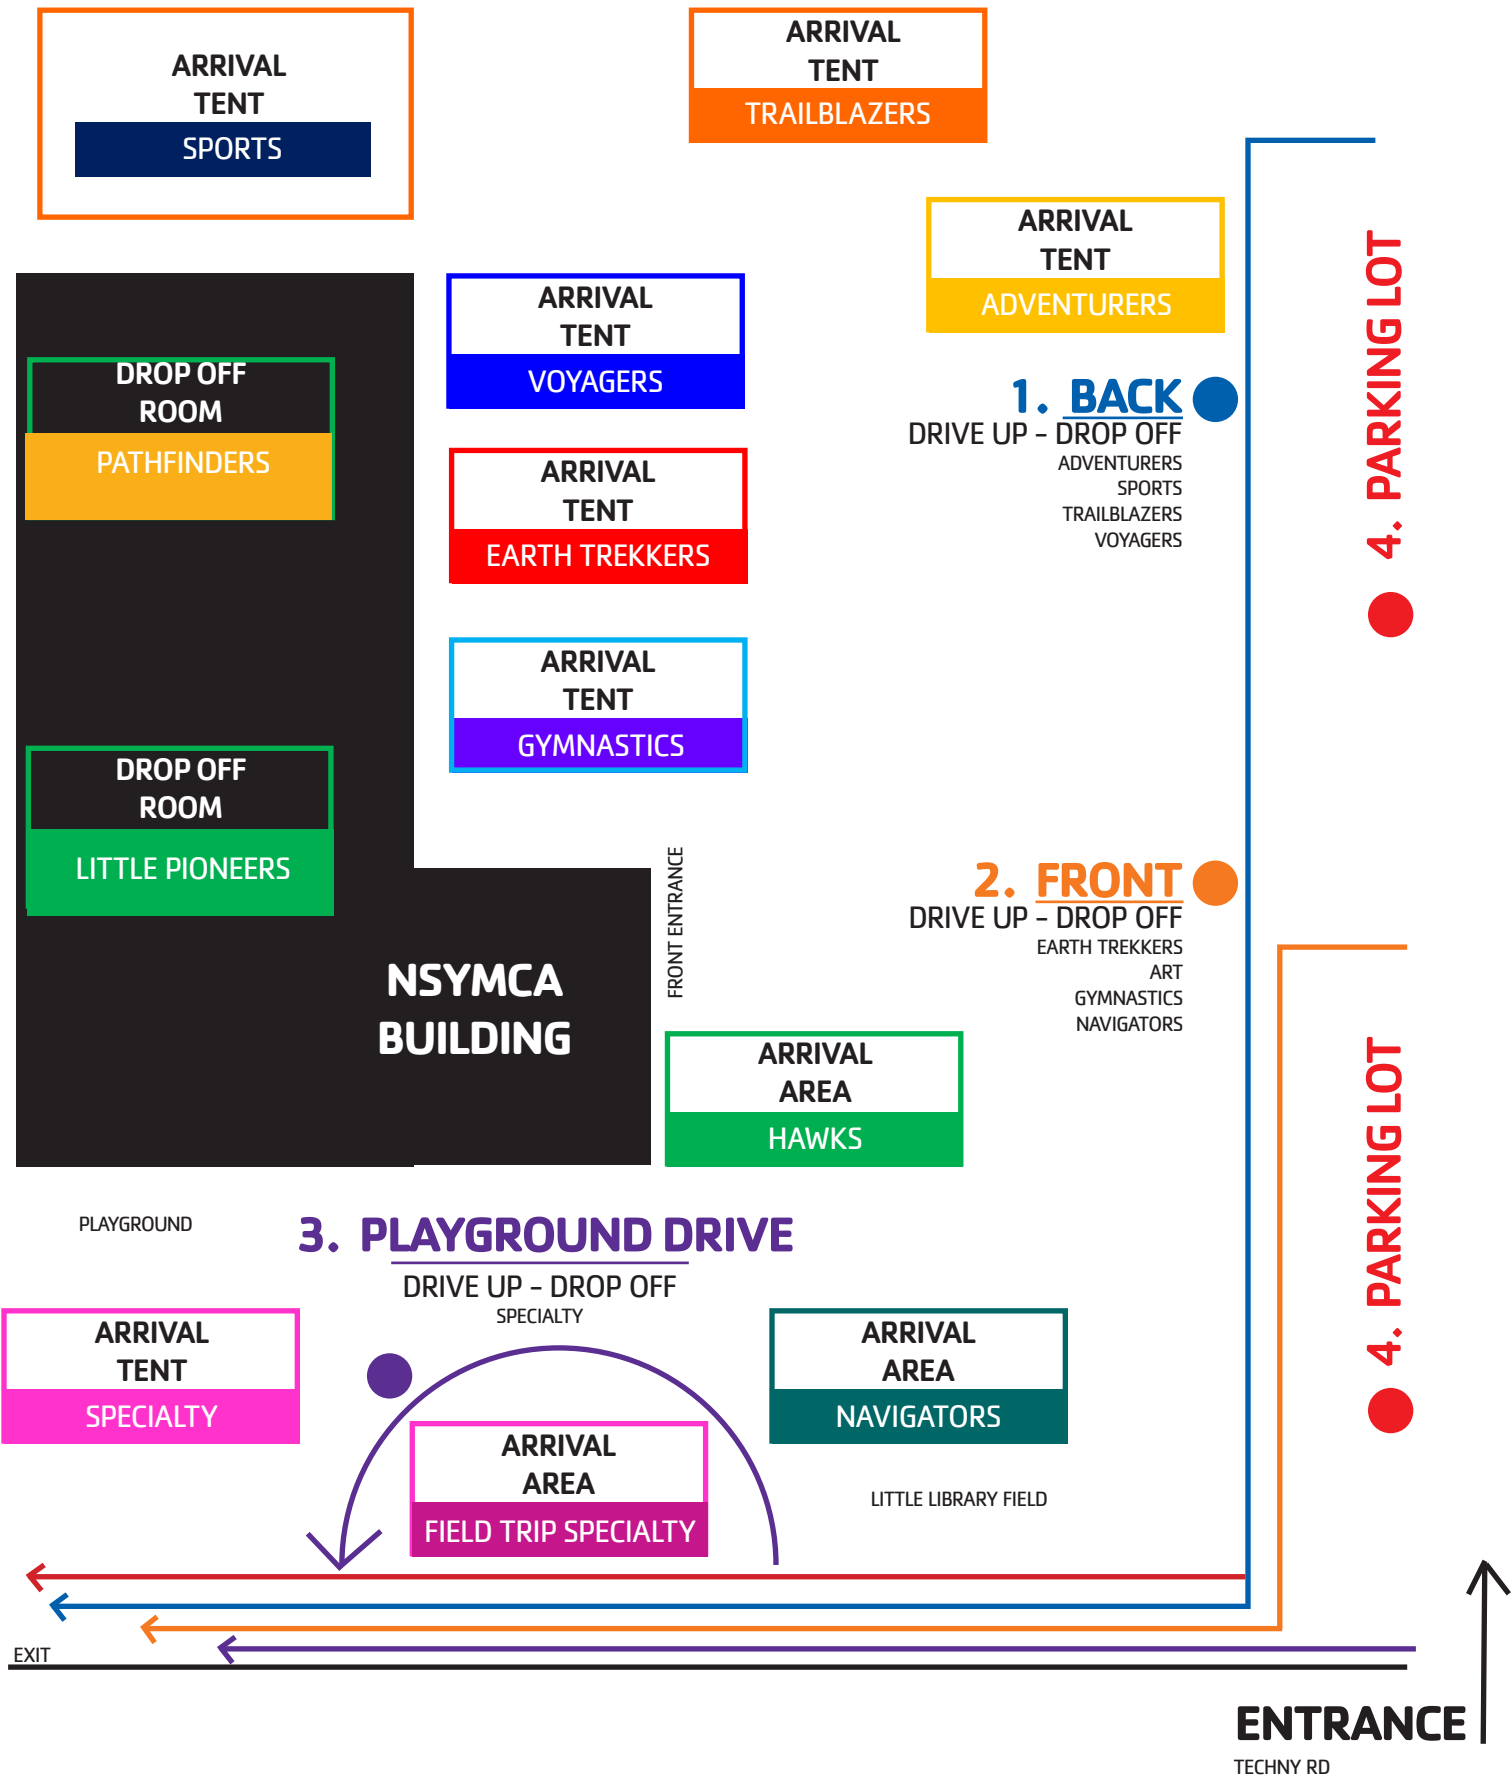 ARRIVAL
TENT
SPORTS
ARRIVAL
TENT
TRAILBLAZERS
ARRIVAL
TENT
ADVENTURERS
ARRIVAL
TENT
VOYAGERS
DROP OFF
ROOM
PATHFINDERS
1. BACK
DRIVE UP - DROP OFF
ADVENTURERS
SPORTS
TRAILBLAZERS
VOYAGERS
4. PARKING LOT
ARRIVAL
TENT
EARTH TREKKERS
ARRIVAL
TENT
GYMNASTICS
DROP OFF
ROOM
LITTLE PIONEERS
FRONT ENTRANCE
2. FRONT
DRIVE UP - DROP OFF
EARTH TREKKERS
ART
GYMNASTICS
NAVIGATORS
NSYMCA
BUILDING
ARRIVAL
AREA
HAWKS
4. PARKING LOT
PLAYGROUND
3. PLAYGROUND DRIVE
DRIVE UP - DROP OFF
SPECIALTY
ARRIVAL
TENT
SPECIALTY
ARRIVAL
AREA
NAVIGATORS
ARRIVAL
AREA
FIELD TRIP SPECIALTY
LITTLE LIBRARY FIELD
EXIT
ENTRANCE
TECHNY RD